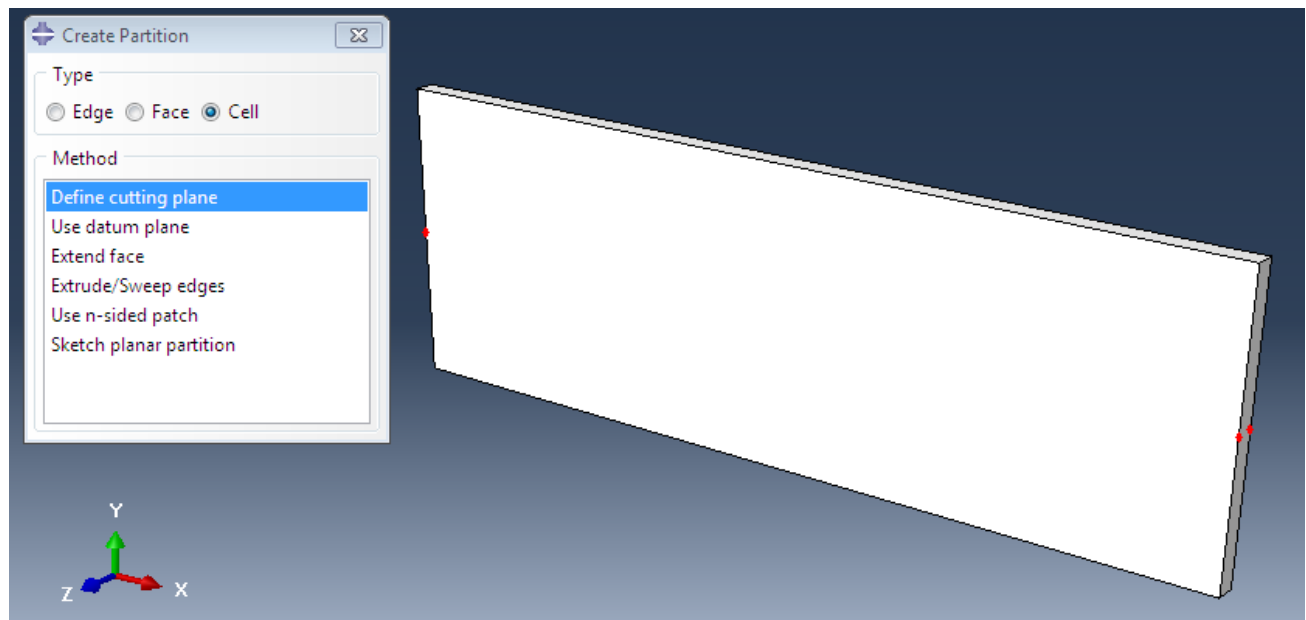 Create Partition
Type
Edge Face Cell
Method
Define cutting plane
Use datum plane
Extend face
Extrude/Sweep edges
Use n-sided patch
Sketch planar partition
Y
Z X